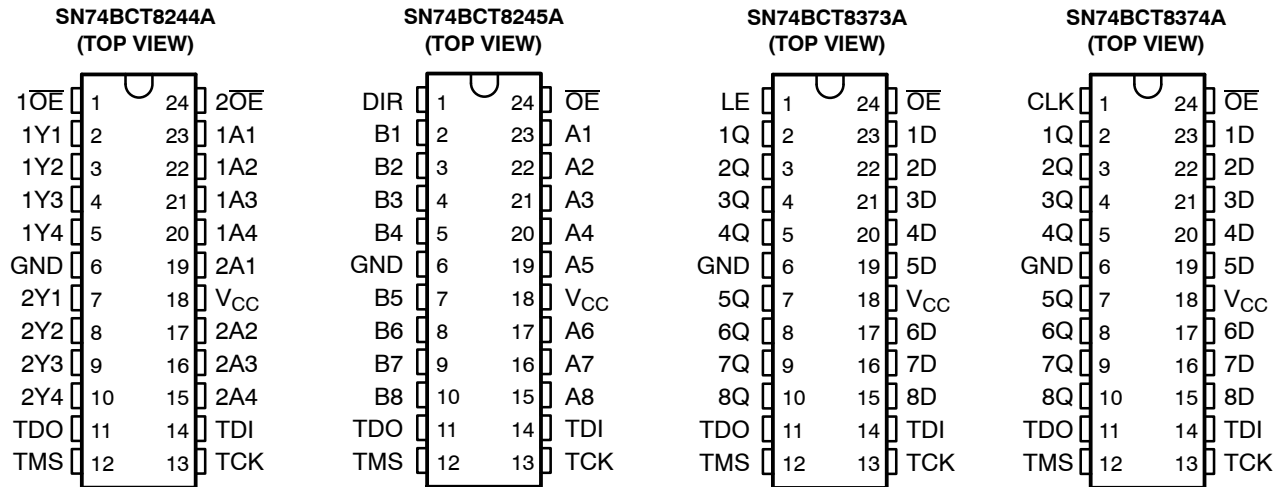 SN74BCT8244A
(TOP VIEW)
1O̅E̅ 1 24 2O̅E̅
1Y1 2 23 1A1
1Y2 3 22 1A2
1Y3 4 21 1A3
1Y4 5 20 1A4
GND 6 19 2A1
2Y1 7 18 VCC
2Y2 8 17 2A2
2Y3 9 16 2A3
2Y4 10 15 2A4
TDO 11 14 TDI
TMS 12 13 TCK
SN74BCT8245A
(TOP VIEW)
DIR 1 24 O̅E̅
B1 2 23 A1
B2 3 22 A2
B3 4 21 A3
B4 5 20 A4
GND 6 19 A5
B5 7 18 VCC
B6 8 17 A6
B7 9 16 A7
B8 10 15 A8
TDO 11 14 TDI
TMS 12 13 TCK
SN74BCT8373A
(TOP VIEW)
LE 1 24 O̅E̅
1Q 2 23 1D
2Q 3 22 2D
3Q 4 21 3D
4Q 5 20 4D
GND 6 19 5D
5Q 7 18 VCC
6Q 8 17 6D
7Q 9 16 7D
8Q 10 15 8D
TDO 11 14 TDI
TMS 12 13 TCK
SN74BCT8374A
(TOP VIEW)
CLK 1 24 O̅E̅
1Q 2 23 1D
2Q 3 22 2D
3Q 4 21 3D
4Q 5 20 4D
GND 6 19 5D
5Q 7 18 VCC
6Q 8 17 6D
7Q 9 16 7D
8Q 10 15 8D
TDO 11 14 TDI
TMS 12 13 TCK